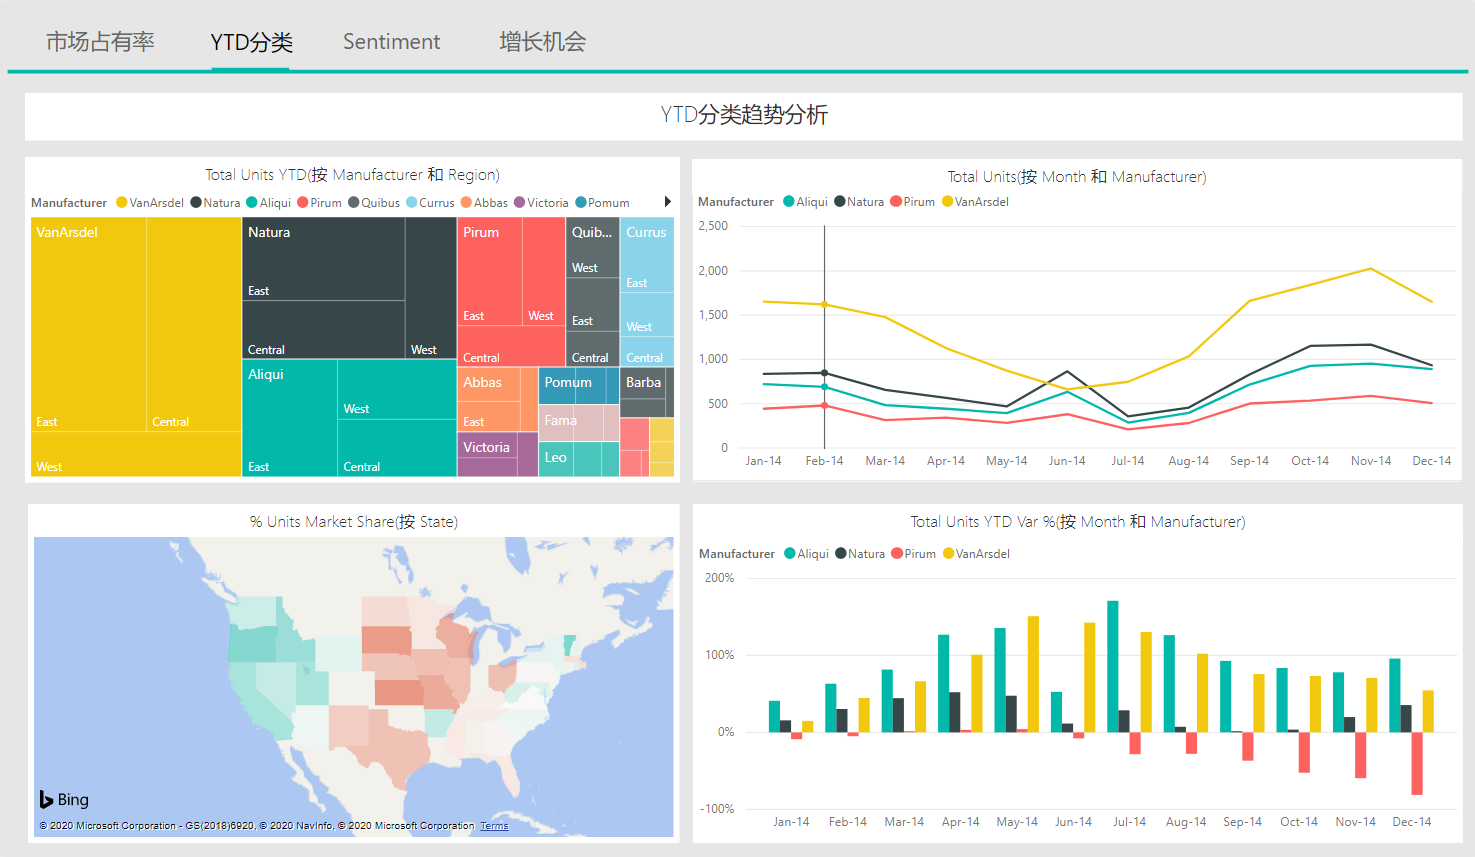 市场占有率 YTD分类 Sentiment 增长机会
YTD分类趋势分析
Total Units YTD(按 Manufacturer 和 Region)
Manufacturer VanArsdel Natura Aliqui Pirum Quibus Currus Abbas Victoria Pomum
VanArsdel
East
Central
West
Natura
East
Central
West
Aliqui
East
West
Central
Pirum
East
West
Central
Quib...
West
East
Central
Currus
East
West
Central
Abbas
East
Victoria
Pomum
Fama
Leo
Barba
Total Units(按 Month 和 Manufacturer)
Manufacturer Aliqui Natura Pirum VanArsdel
2,500
2,000
1,500
1,000
500
0
Jan-14 Feb-14 Mar-14 Apr-14 May-14 Jun-14 Jul-14 Aug-14 Sep-14 Oct-14 Nov-14 Dec-14
% Units Market Share(按 State)
Bing
© 2020 Microsoft Corporation - GS(2018)6920, © 2020 NavInfo, © 2020 Microsoft Corporation Terms
Total Units YTD Var %(按 Month 和 Manufacturer)
Manufacturer Aliqui Natura Pirum VanArsdel
200%
100%
0%
-100%
Jan-14 Feb-14 Mar-14 Apr-14 May-14 Jun-14 Jul-14 Aug-14 Sep-14 Oct-14 Nov-14 Dec-14